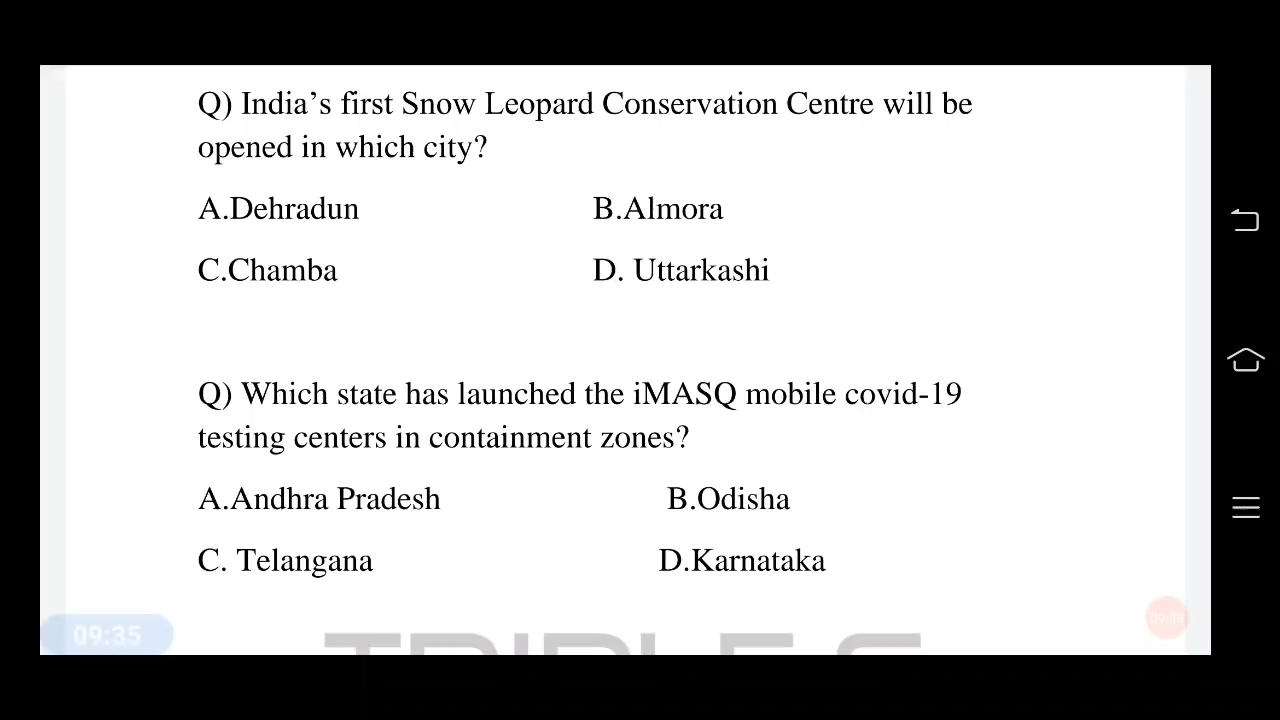 Q) India’s first Snow Leopard Conservation Centre will be
opened in which city?
A.Dehradun B.Almora
C.Chamba D. Uttarkashi
Q) Which state has launched the iMASQ mobile covid-19
testing centers in containment zones?
A.Andhra Pradesh B.Odisha
C. Telangana D.Karnataka
09:35
TRIPLE S